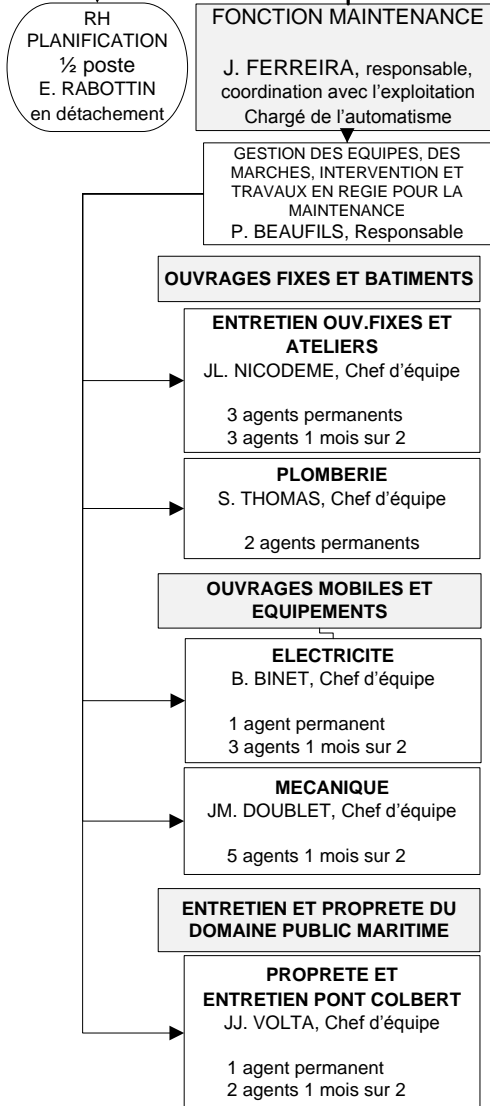 RH
PLANIFICATION
½ poste
E. RABOTTIN
en détachement
FONCTION MAINTENANCE
J. FERREIRA, responsable,
coordination avec l'exploitation
Chargé de l'automatisme
GESTION DES EQUIPES, DES
MARCHES, INTERVENTION ET
TRAVAUX EN REGIE POUR LA
MAINTENANCE
P. BEAUFILS, Responsable
OUVRAGES FIXES ET BATIMENTS
ENTRETIEN OUV.FIXES ET
ATELIERS
JL. NICODEME, Chef d'équipe
3 agents permanents
3 agents 1 mois sur 2
PLOMBERIE
S. THOMAS, Chef d'équipe
2 agents permanents
OUVRAGES MOBILES ET
EQUIPEMENTS
ELECTRICITE
B. BINET, Chef d'équipe
1 agent permanent
3 agents 1 mois sur 2
MECANIQUE
JM. DOUBLET, Chef d'équipe
5 agents 1 mois sur 2
ENTRETIEN ET PROPRETE DU
DOMAINE PUBLIC MARITIME
PROPRETE ET
ENTRETIEN PONT COLBERT
JJ. VOLTA, Chef d'équipe
1 agent permanent
2 agents 1 mois sur 2